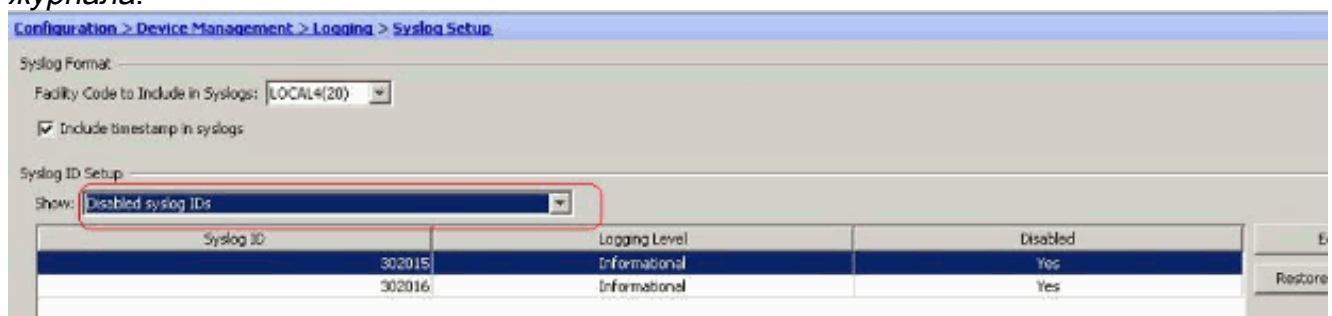 журнала.
Configuration > Device Management > Logging > Syslog Setup
Syslog Format
Facility Code to Include in Syslogs: LOCAL4(20)
Include timestamp in syslogs
Syslog ID Setup
Show: Disabled syslog IDs
Syslog ID Logging Level Disabled
302015 Informational Yes
302016 Informational Yes
Restore